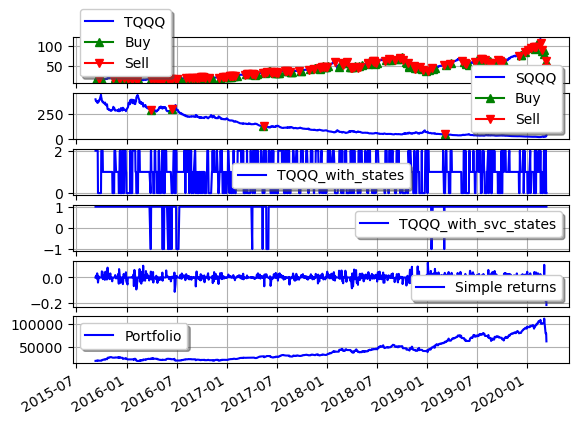 TQQQ
Buy
Sell
100
50
SQQQ
Buy
Sell
250
0
2
0
TQQQ_with_states
1
0
−1
TQQQ_with_svc_states
0.0
−0.2
Simple returns
100000
50000
Portfolio
2015-07
2016-01
2016-07
2017-01
2017-07
2018-01
2018-07
2019-01
2019-07
2020-01